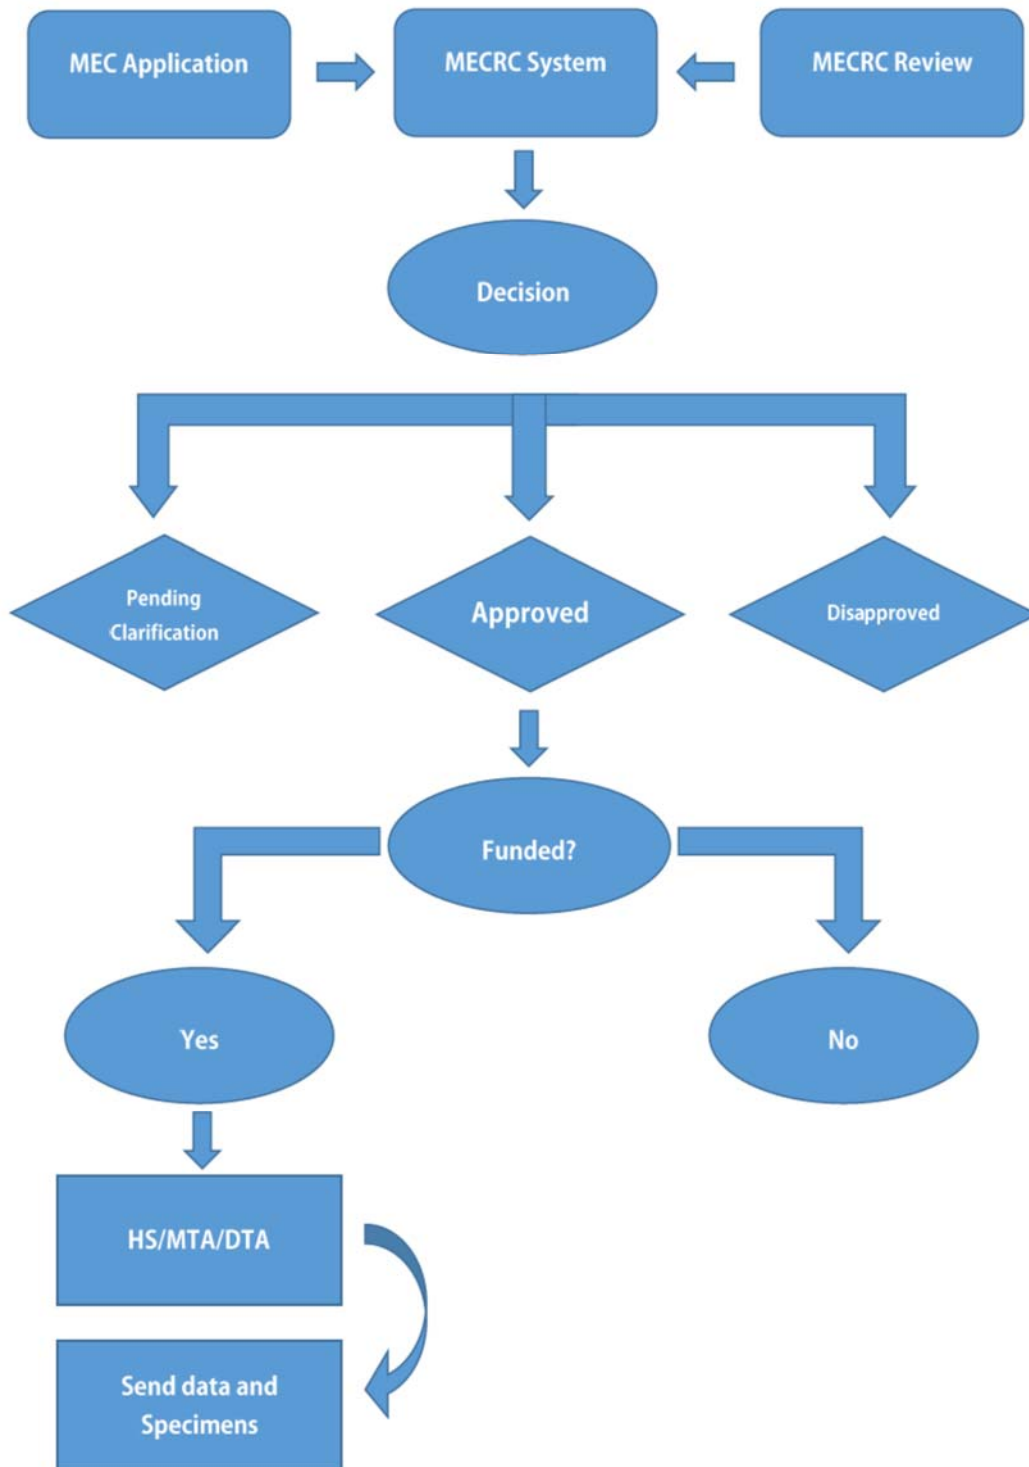 MEC Application
MECRC System
MECRC Review
Decision
Pending
Clarification
Approved
Disapproved
Funded?
Yes
No
HS/MTA/DTA
Send data and
Specimens